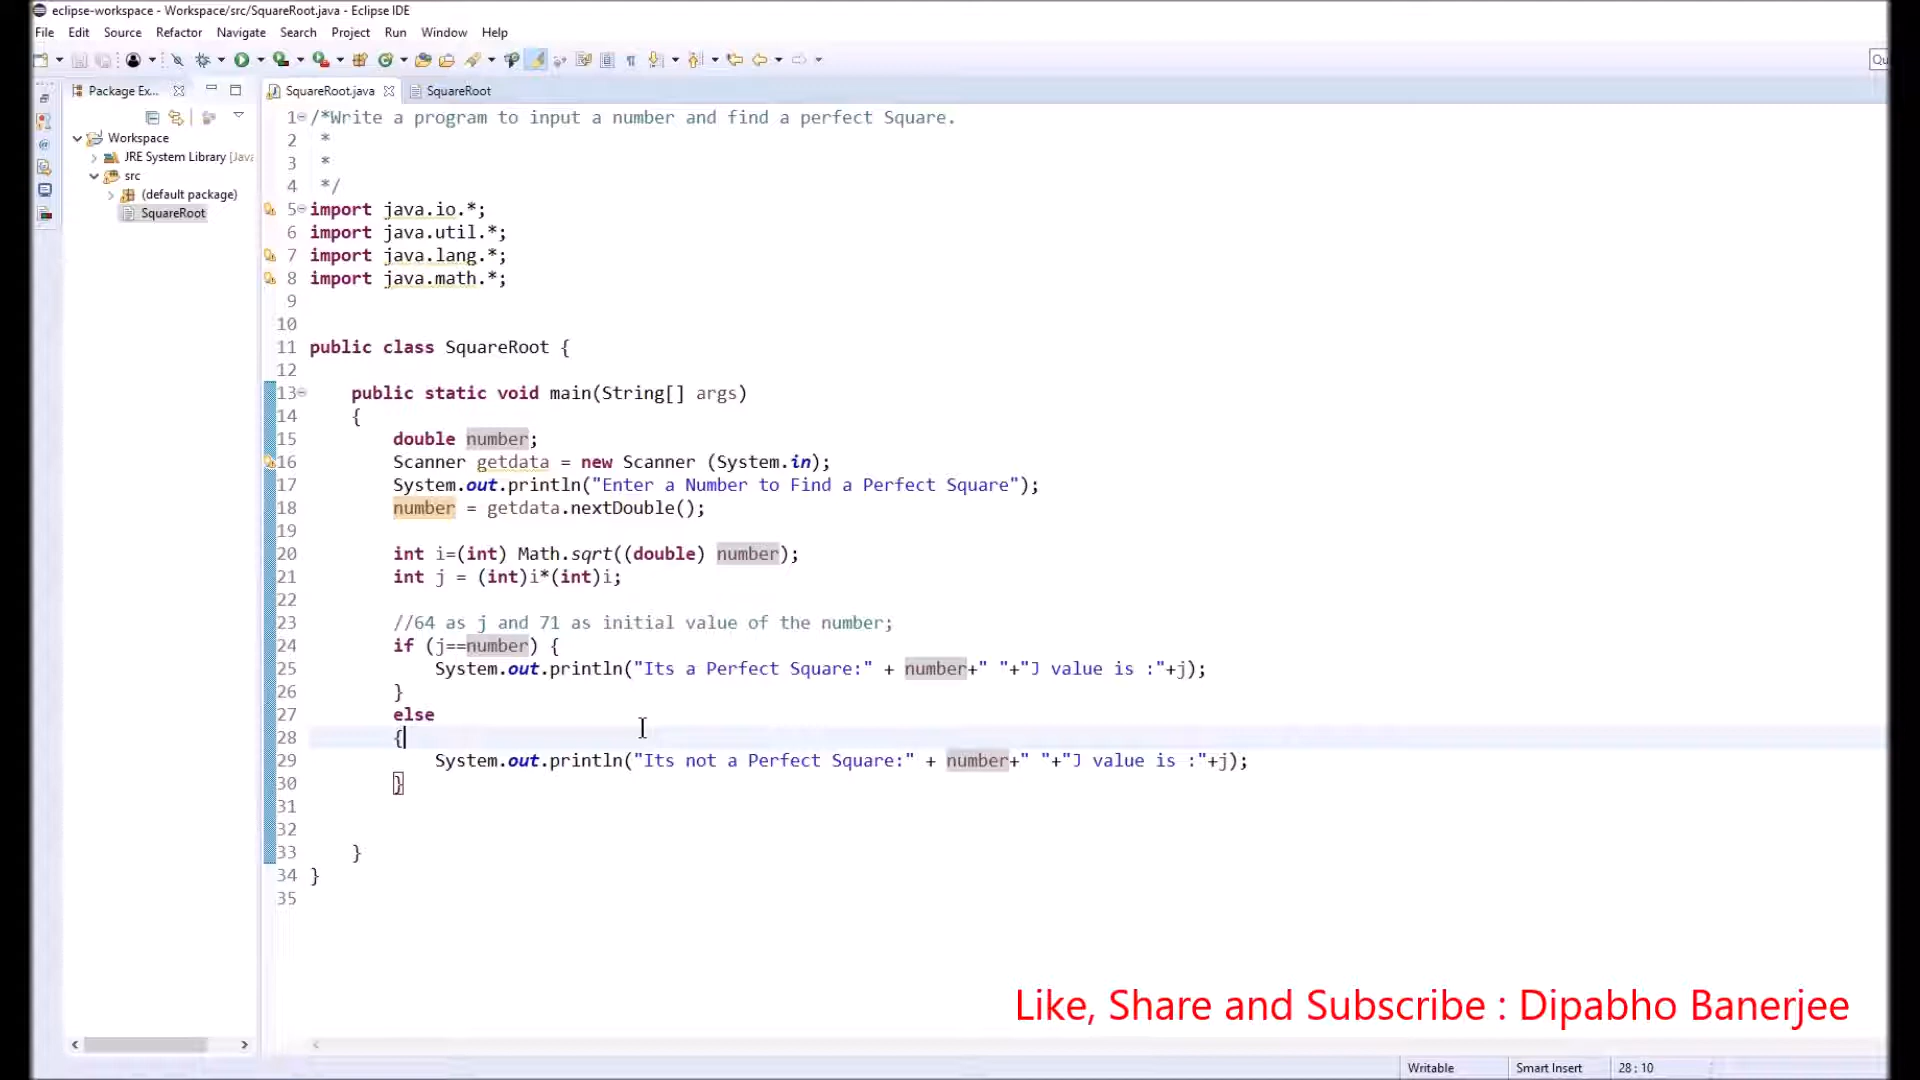 eclipse-workspace - Workspace/src/SquareRoot.java - Eclipse IDE
File Edit Source Refactor Navigate Search Project Run Window Help
Qu
Package Ex... SquareRoot.java SquareRoot
Workspace
JRE System Library [Java
src
(default package)
SquareRoot
1 /*Write a program to input a number and find a perfect Square.
2 *
3 *
4 */
5 import java.io.*;
6 import java.util.*;
7 import java.lang.*;
8 import java.math.*;
9
10
11 public class SquareRoot {
12
13 public static void main(String[] args)
14 {
15 double number;
16 Scanner getdata = new Scanner (System.in);
17 System.out.println("Enter a Number to Find a Perfect Square");
18 number = getdata.nextDouble();
19
20 int i=(int) Math.sqrt((double) number);
21 int j = (int)i*(int)i;
22
23 //64 as j and 71 as initial value of the number;
24 if (j==number) {
25 System.out.println("Its a Perfect Square:" + number+" "+"J value is :"+j);
26 }
27 else
28 {
29 System.out.println("Its not a Perfect Square:" + number+" "+"J value is :"+j);
30 }
31
32
33 }
34 }
35
Like, Share and Subscribe : Dipabho Banerjee
Writable Smart Insert 28 : 10